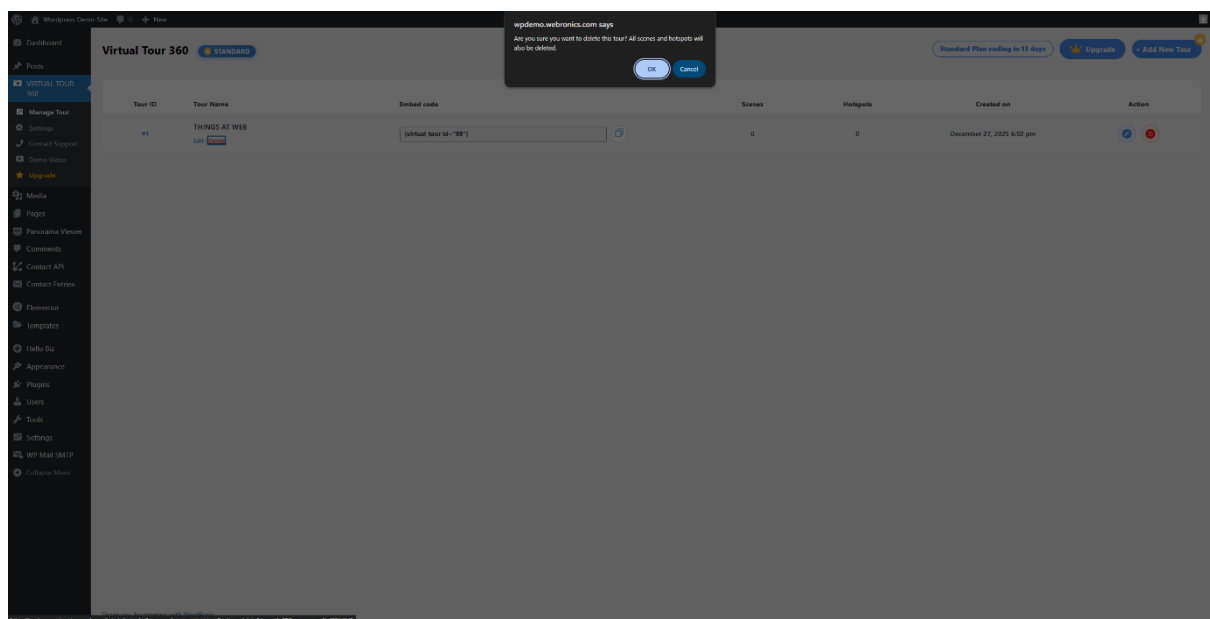 Wordpress Demo Site 0 + New
wpdemo.webronics.com says
Are you sure you want to delete this tour? All scenes and hotspots will
also be deleted.
OK Cancel
Virtual Tour 360 STANDARD
Standard Plan ending in 13 days Upgrade + Add New Tour
Dashboard
Posts
VIRTUAL TOUR
360
Manage Tour
Settings
Contact Support
Demo Video
Upgrade
Media
Pages
Panorama Viewer
Comments
Contact API
Contact Entries
Elementor
Templates
Hello Biz
Appearance
Plugins
Users
Tools
Settings
WP Mail SMTP
Collapse Menu
Tour ID Tour Name Embed code Scenes Hotspots Created on Action
#1 THINGS AT WEB 0 0 December 27, 2025 6:02 pm
Edit Delete
Thank you for creating with WordPress.